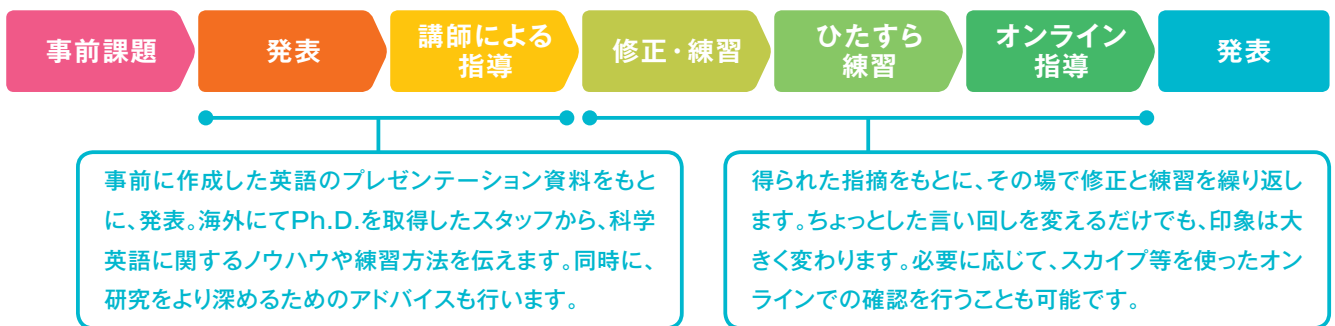 事前課題
発表
講師による
指導
修正・練習
ひたすら
練習
オンライン
指導
発表
事前に作成した英語のプレゼンテーション資料をもと
に、発表。海外にてPh.D.を取得したスタッフから、科学
英語に関するノウハウや練習方法を伝えます。同時に、
研究をより深めるためのアドバイスも行います。
得られた指摘をもとに、その場で修正と練習を繰り返し
ます。ちょっとした言い回しを変えるだけでも、印象は大
きく変わります。必要に応じて、スカイプ等を使ったオン
ラインでの確認を行うことも可能です。